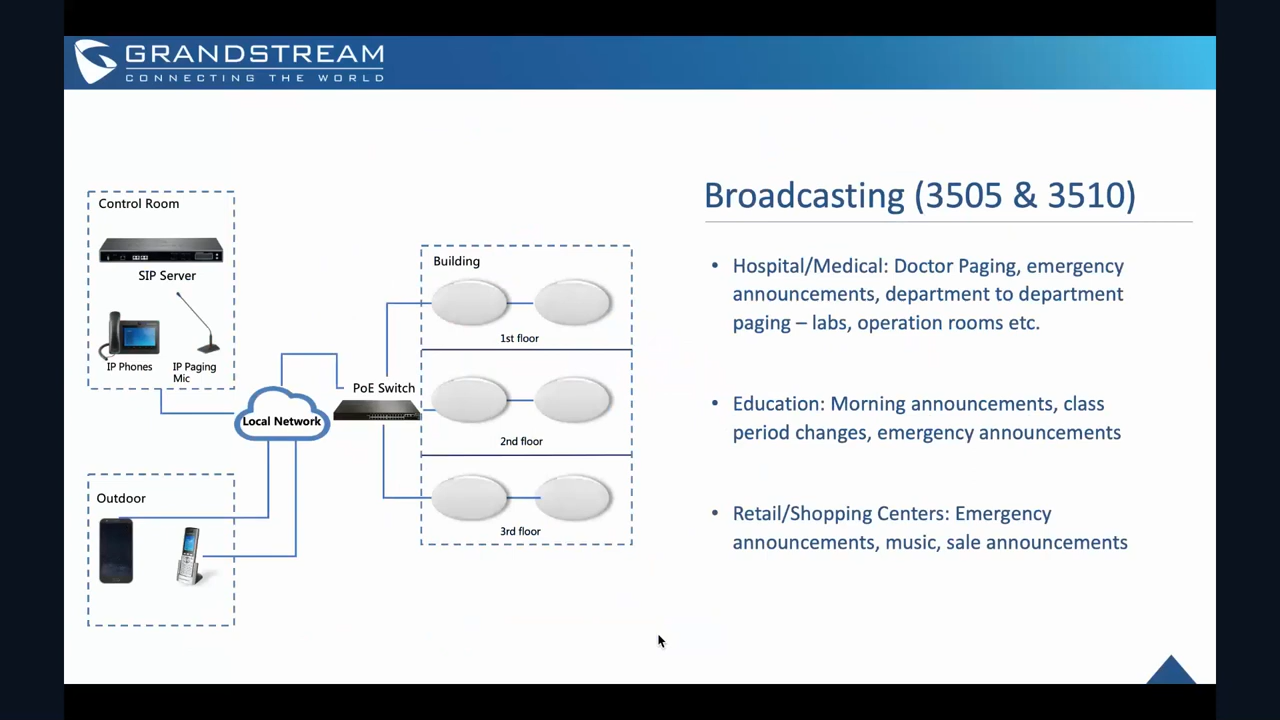 GRANDSTREAM
CONNECTING THE WORLD
Control Room
SIP Server
IP Phones
IP Paging
Mic
Local Network
PoE Switch
Outdoor
Building
1st floor
2nd floor
3rd floor
Broadcasting (3505 & 3510)
• Hospital/Medical: Doctor Paging, emergency
announcements, department to department
paging – labs, operation rooms etc.
• Education: Morning announcements, class
period changes, emergency announcements
• Retail/Shopping Centers: Emergency
announcements, music, sale announcements